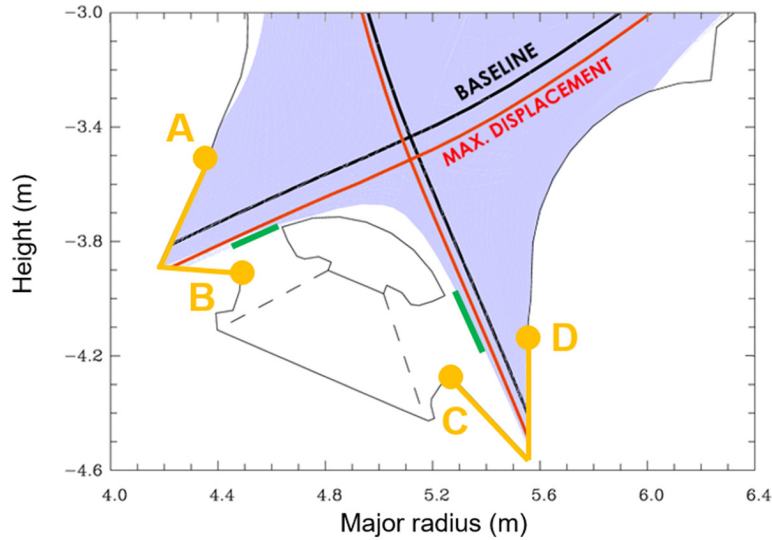 −3.0
−3.4
−3.8
−4.2
−4.6
Height (m)
A
B
C
D
BASELINE
MAX. DISPLACEMENT
4.0 4.4 4.8 5.2 5.6 6.0 6.4
Major radius (m)